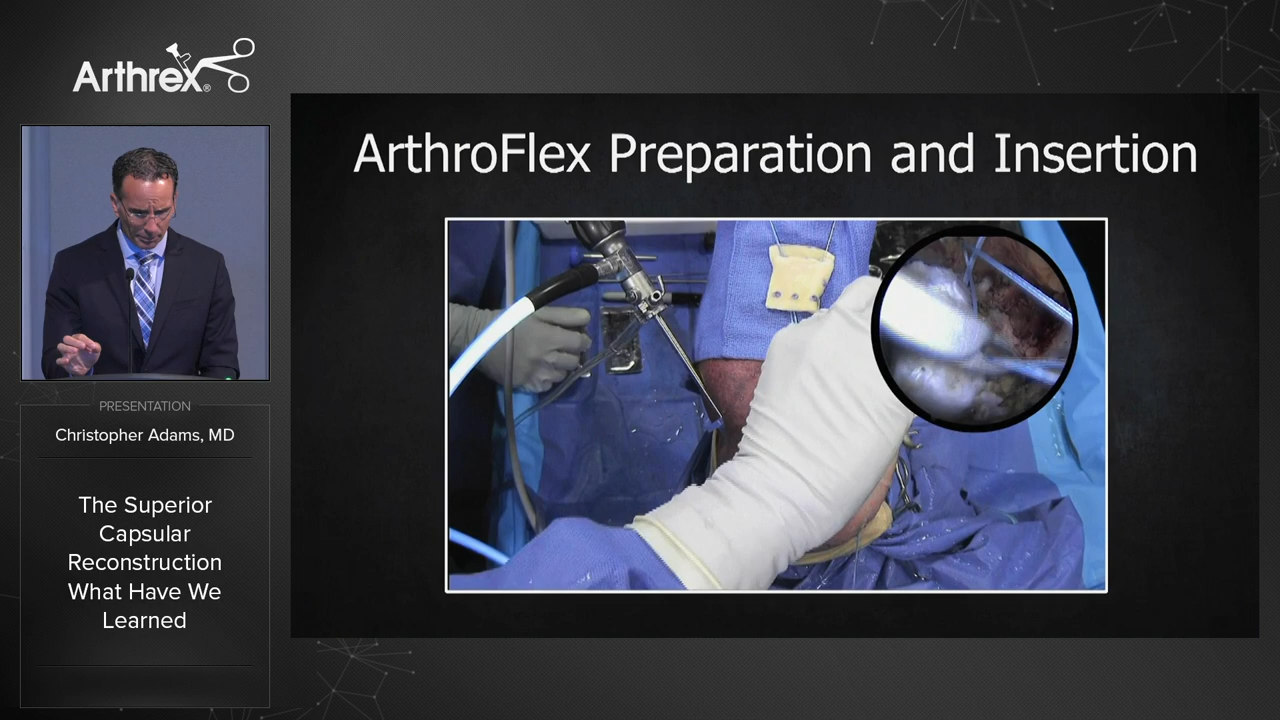 Arthrex®
ArthroFlex Preparation and Insertion
PRESENTATION
Christopher Adams, MD
The Superior
Capsular
Reconstruction
What Have We
Learned